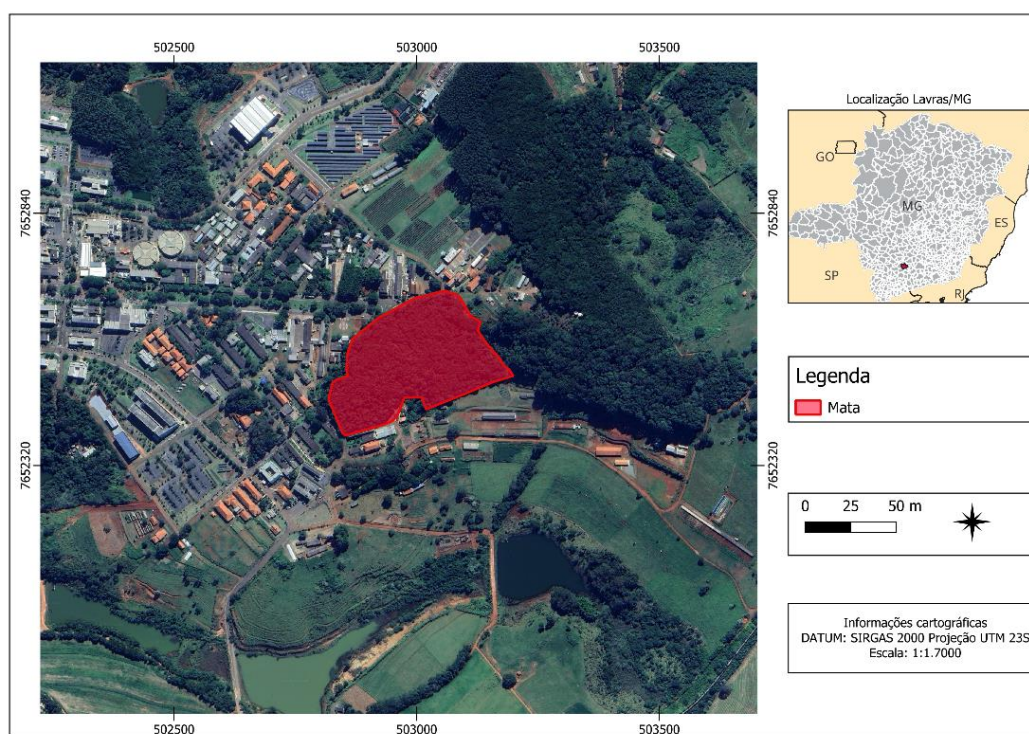 502500 503000 503500
7652840 7652840
7652320 7652320
502500 503000 503500
Localização Lavras/MG
GO
MG
ES
SP
RJ
Legenda
Mata
0 25 50 m
Informações cartográficas
DATUM: SIRGAS 2000 Projeção UTM 23S
Escala: 1:1.7000